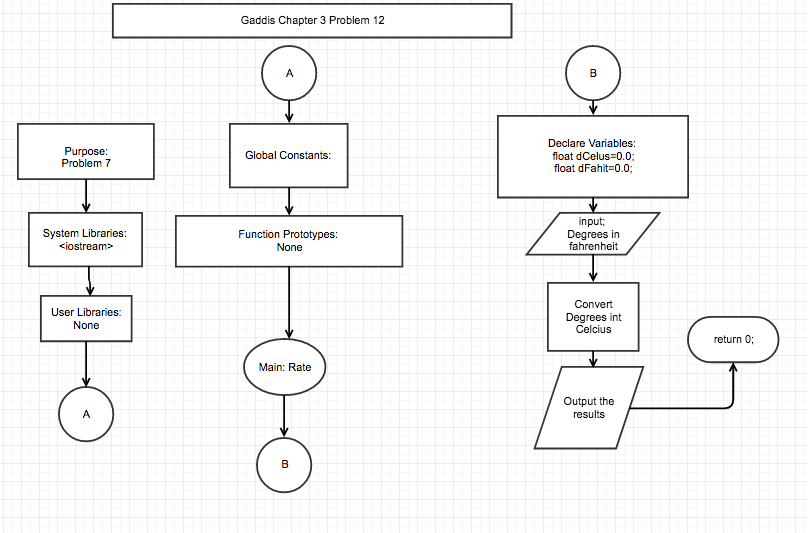 Gaddis Chapter 3 Problem 12
Purpose:
Problem 7
System Libraries:
<iostream>
User Libraries:
None
A
A
Global Constants:
Function Prototypes:
None
Main: Rate
B
B
Declare Variables:
float dCelus=0.0;
float dFahit=0.0;
input;
Degrees in
fahrenheit
Convert
Degrees int
Celcius
Output the
results
return 0;